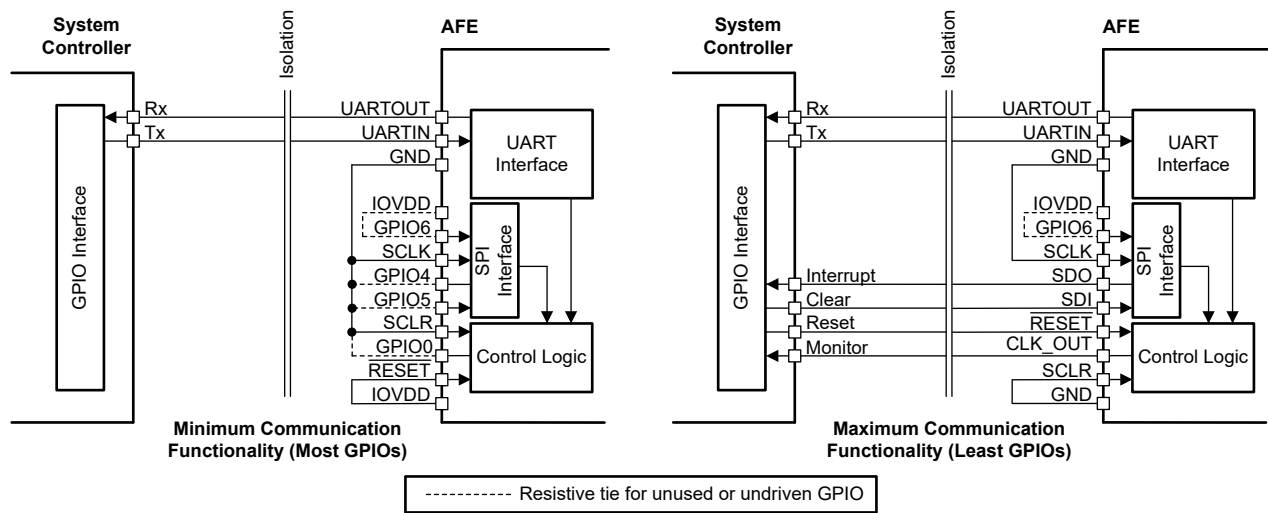 System
Controller
Isolation
AFE
GPIO Interface
Rx
Tx
UARTOUT
UARTIN
GND
IOVDD
GPIO6
SCLK
GPIO4
GPIO5
SCLR
GPIO0
RESET
IOVDD
UART
Interface
SPI
Interface
Control Logic
Minimum Communication
Functionality (Most GPIOs)
System
Controller
Isolation
AFE
GPIO Interface
Rx
Tx
Interrupt
Clear
Reset
Monitor
UARTOUT
UARTIN
GND
IOVDD
GPIO6
SCLK
SDO
SDI
RESET
CLK_OUT
SCLR
GND
UART
Interface
SPI
Interface
Control Logic
Maximum Communication
Functionality (Least GPIOs)
Resistive tie for unused or undriven GPIO